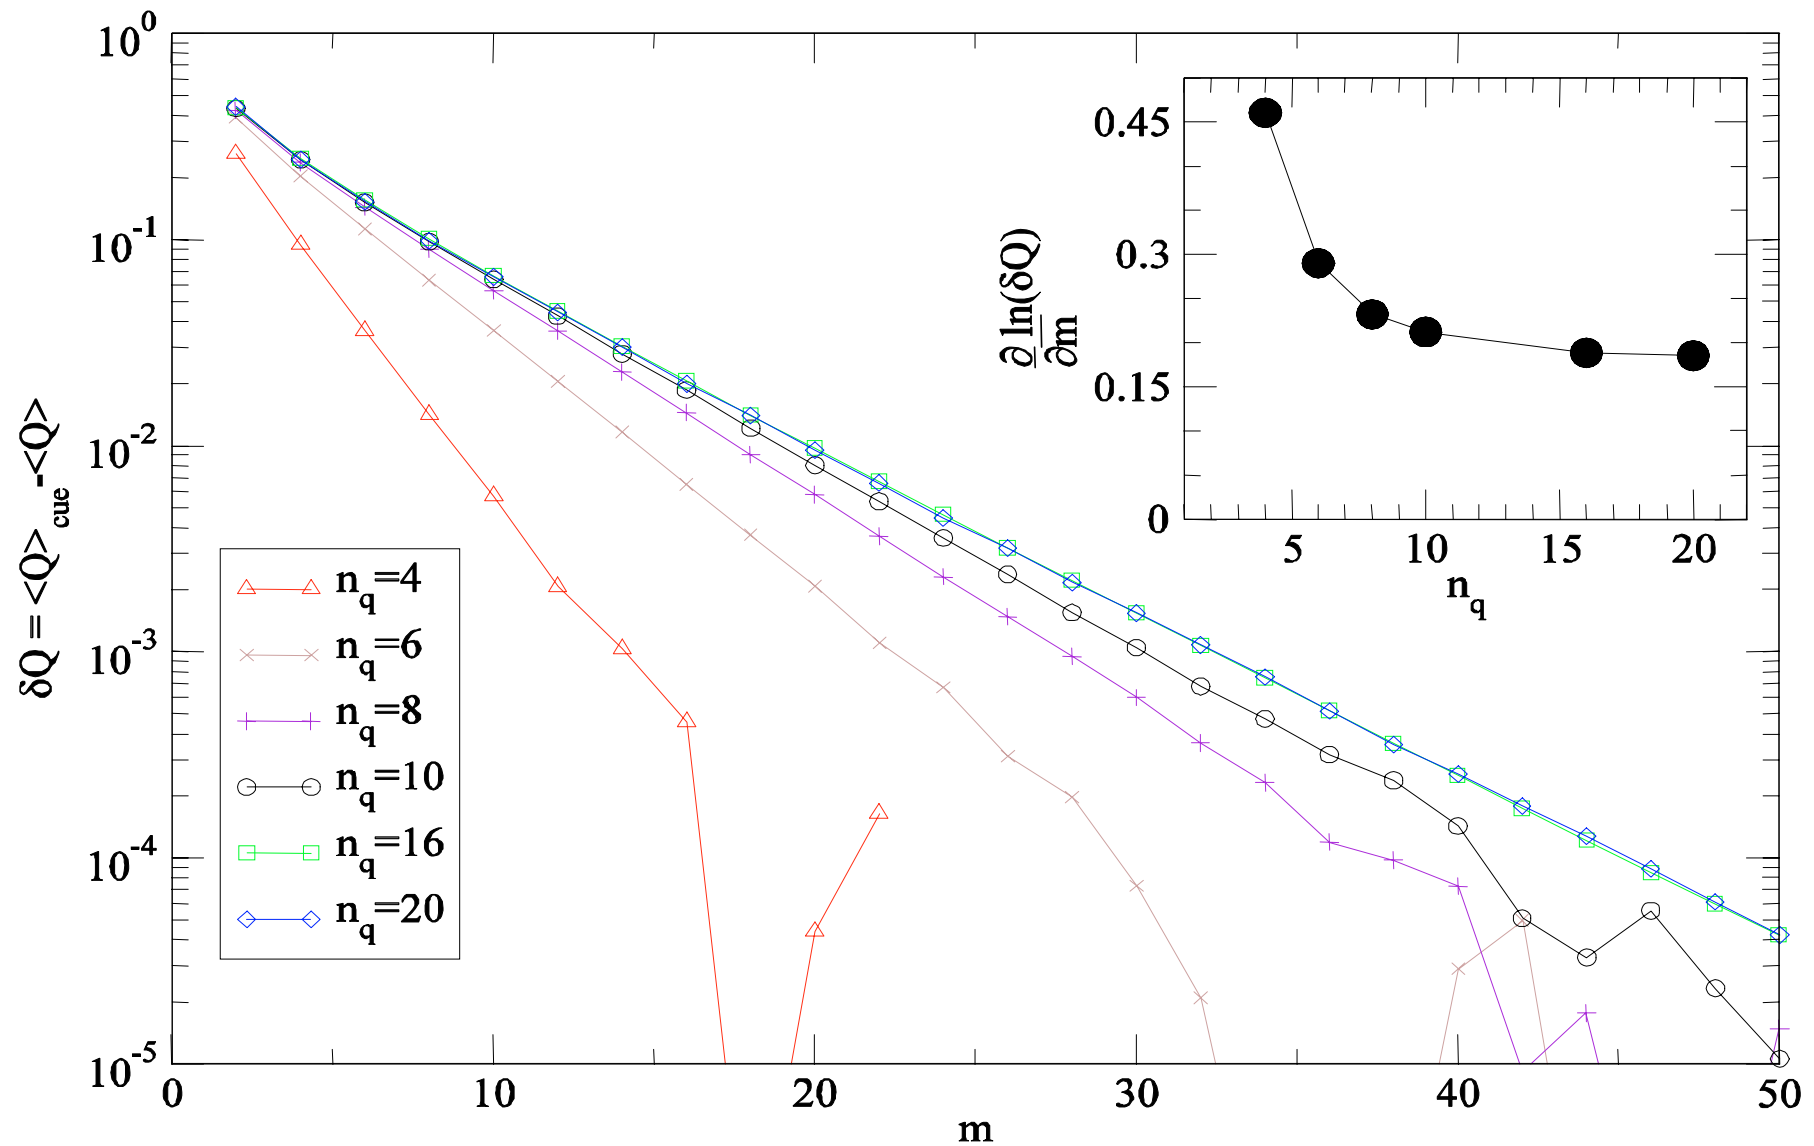 10^0
10^-1
10^-2
10^-3
10^-4
10^-5
δQ = <Q>_cue -<Q>
0 10 20 30 40 50
m
n_q=4
n_q=6
n_q=8
n_q=10
n_q=16
n_q=20
0.45
0.3
0.15
0
∂ ln(δQ)
∂m
5 10 15 20
n_q